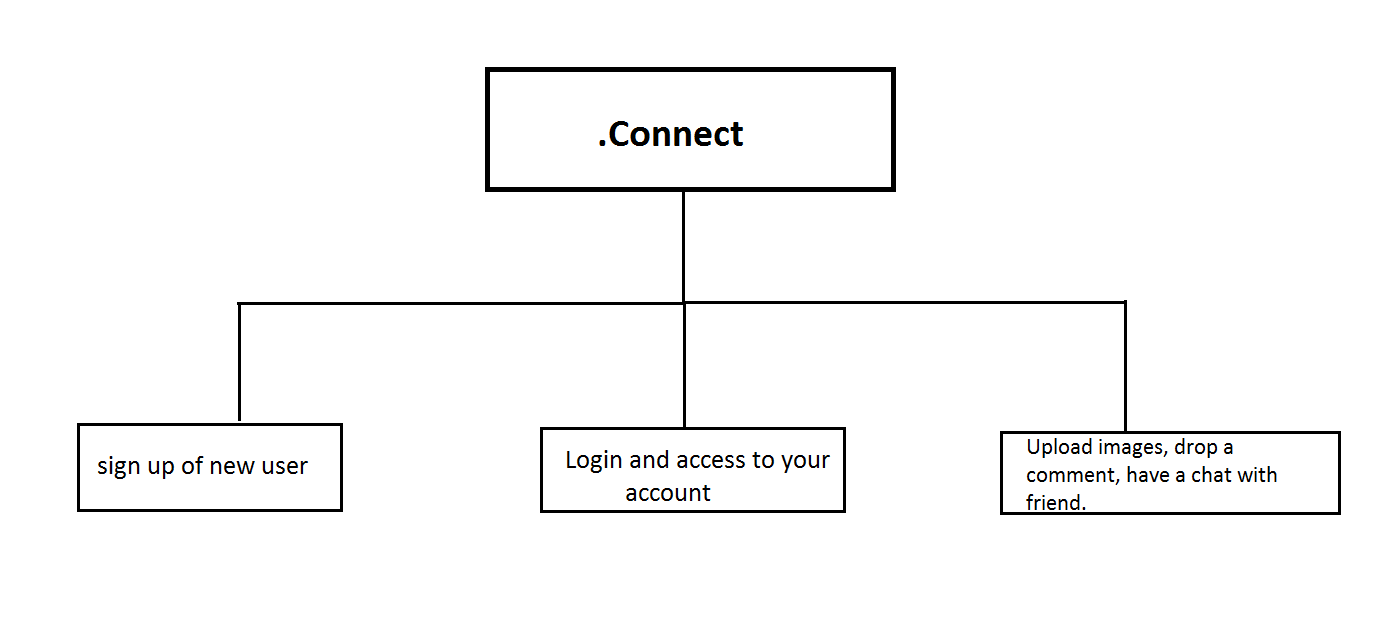 .Connect
sign up of new user
Login and access to your
account
Upload images, drop a
comment, have a chat with
friend.